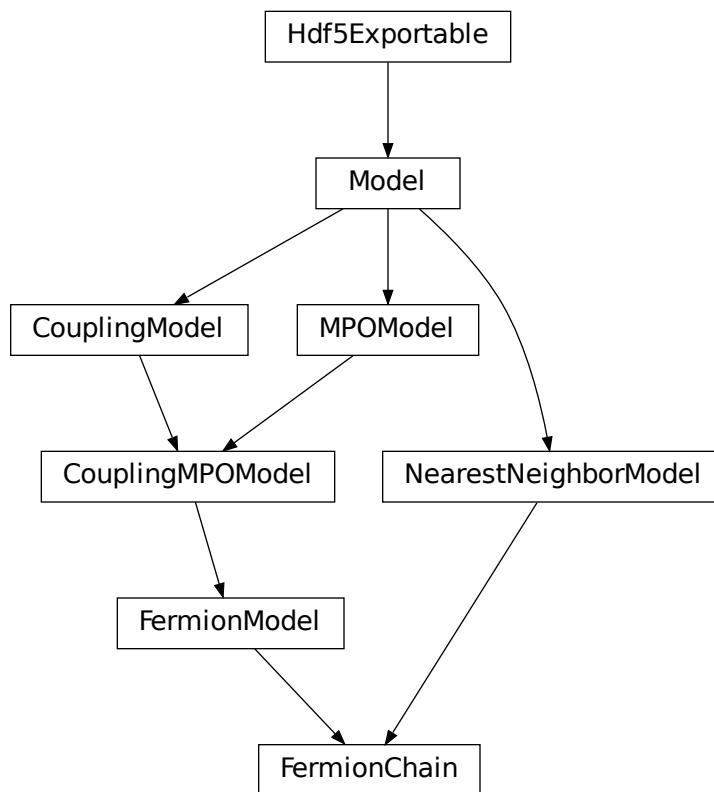 Hdf5Exportable
Model
CouplingModel
MPOModel
CouplingMPOModel
NearestNeighborModel
FermionModel
FermionChain